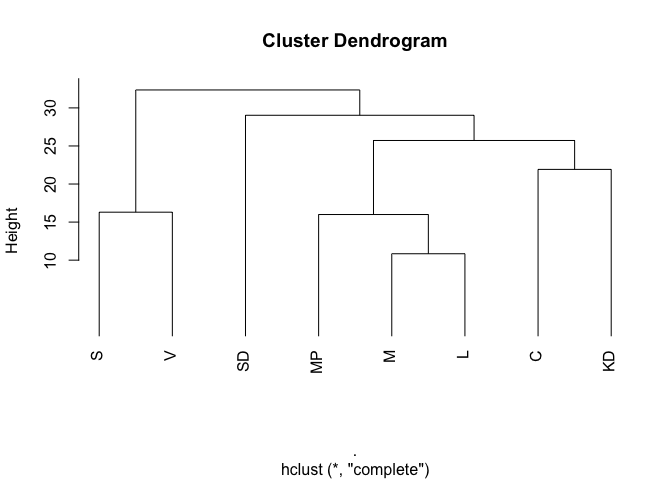 Cluster Dendrogram
Height
30
25
20
15
10
S
V
SD
MP
M
L
C
KD
.
hclust (*, "complete")